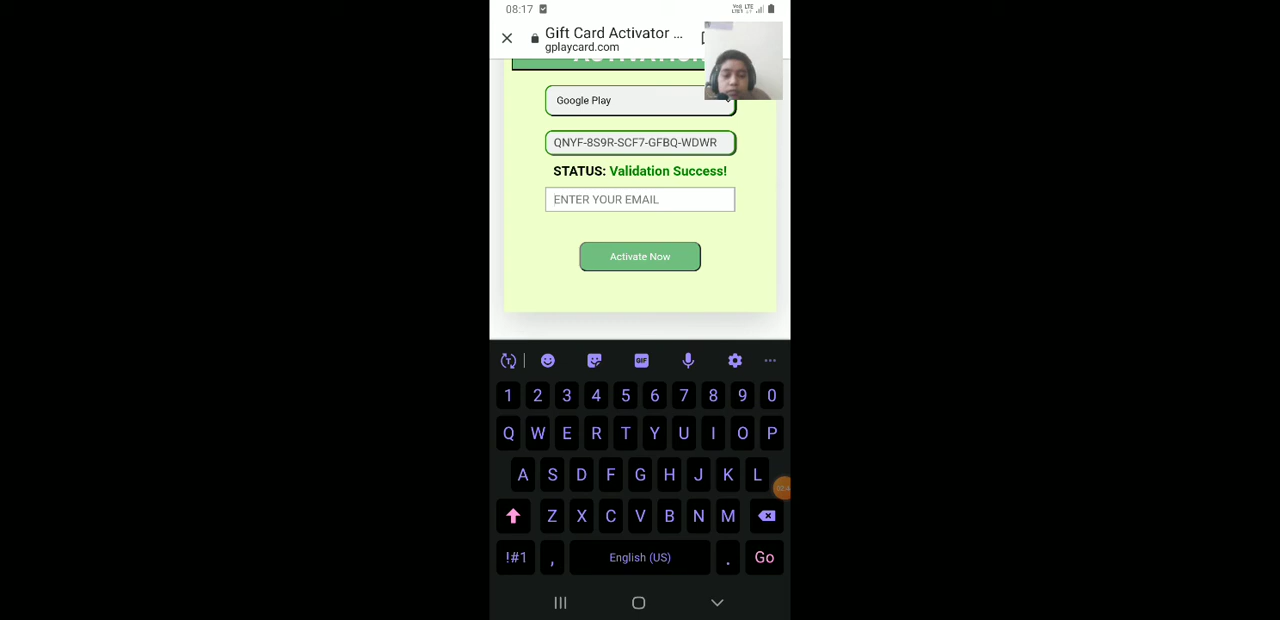 08:17
Gift Card Activator ...
gplaycard.com
Google Play
QNYF-8S9R-SCF7-GFBQ-WDWR
STATUS: Validation Success!
ENTER YOUR EMAIL
Activate Now
GIF
1 2 3 4 5 6 7 8 9 0
Q W E R T Y U I O P
A S D F G H J K L
Z X C V B N M
!#1 , English (US) . Go